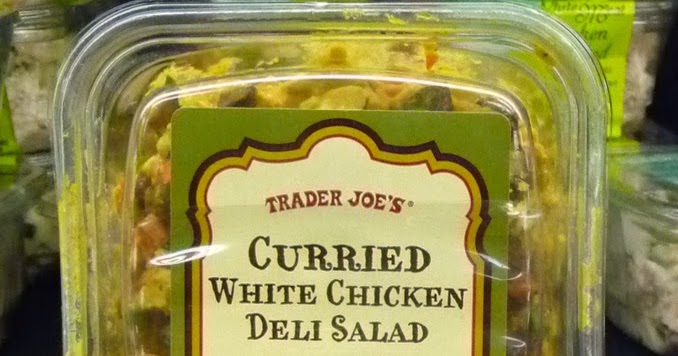 TRADER JOE'S®
CURRIED
WHITE CHICKEN
DELI SALAD